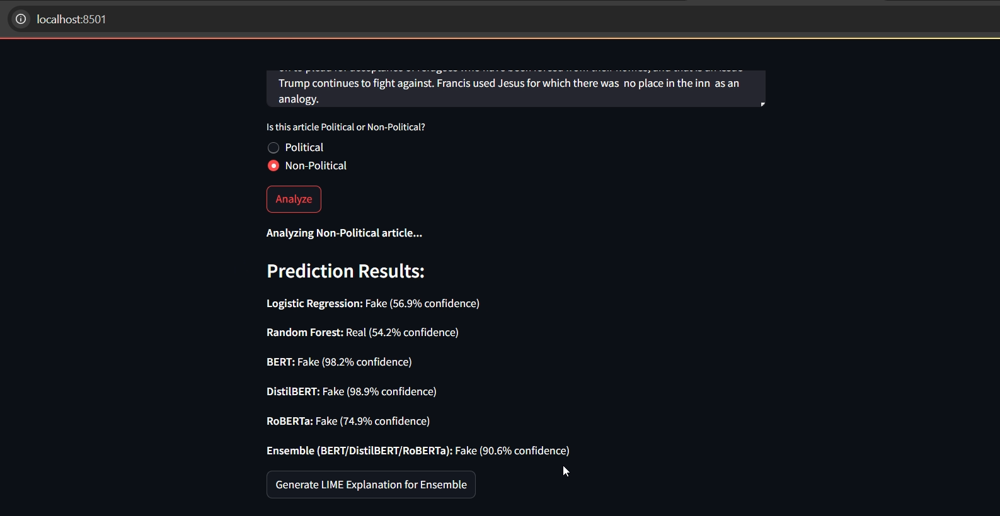 localhost:8501
Trump continues to fight against. Francis used Jesus for which there was  no place in the inn  as an
analogy.
Is this article Political or Non-Political?
Political
Non-Political
Analyze
Analyzing Non-Political article...
Prediction Results:
Logistic Regression: Fake (56.9% confidence)
Random Forest: Real (54.2% confidence)
BERT: Fake (98.2% confidence)
DistilBERT: Fake (98.9% confidence)
RoBERTa: Fake (74.9% confidence)
Ensemble (BERT/DistilBERT/RoBERTa): Fake (90.6% confidence)
Generate LIME Explanation for Ensemble